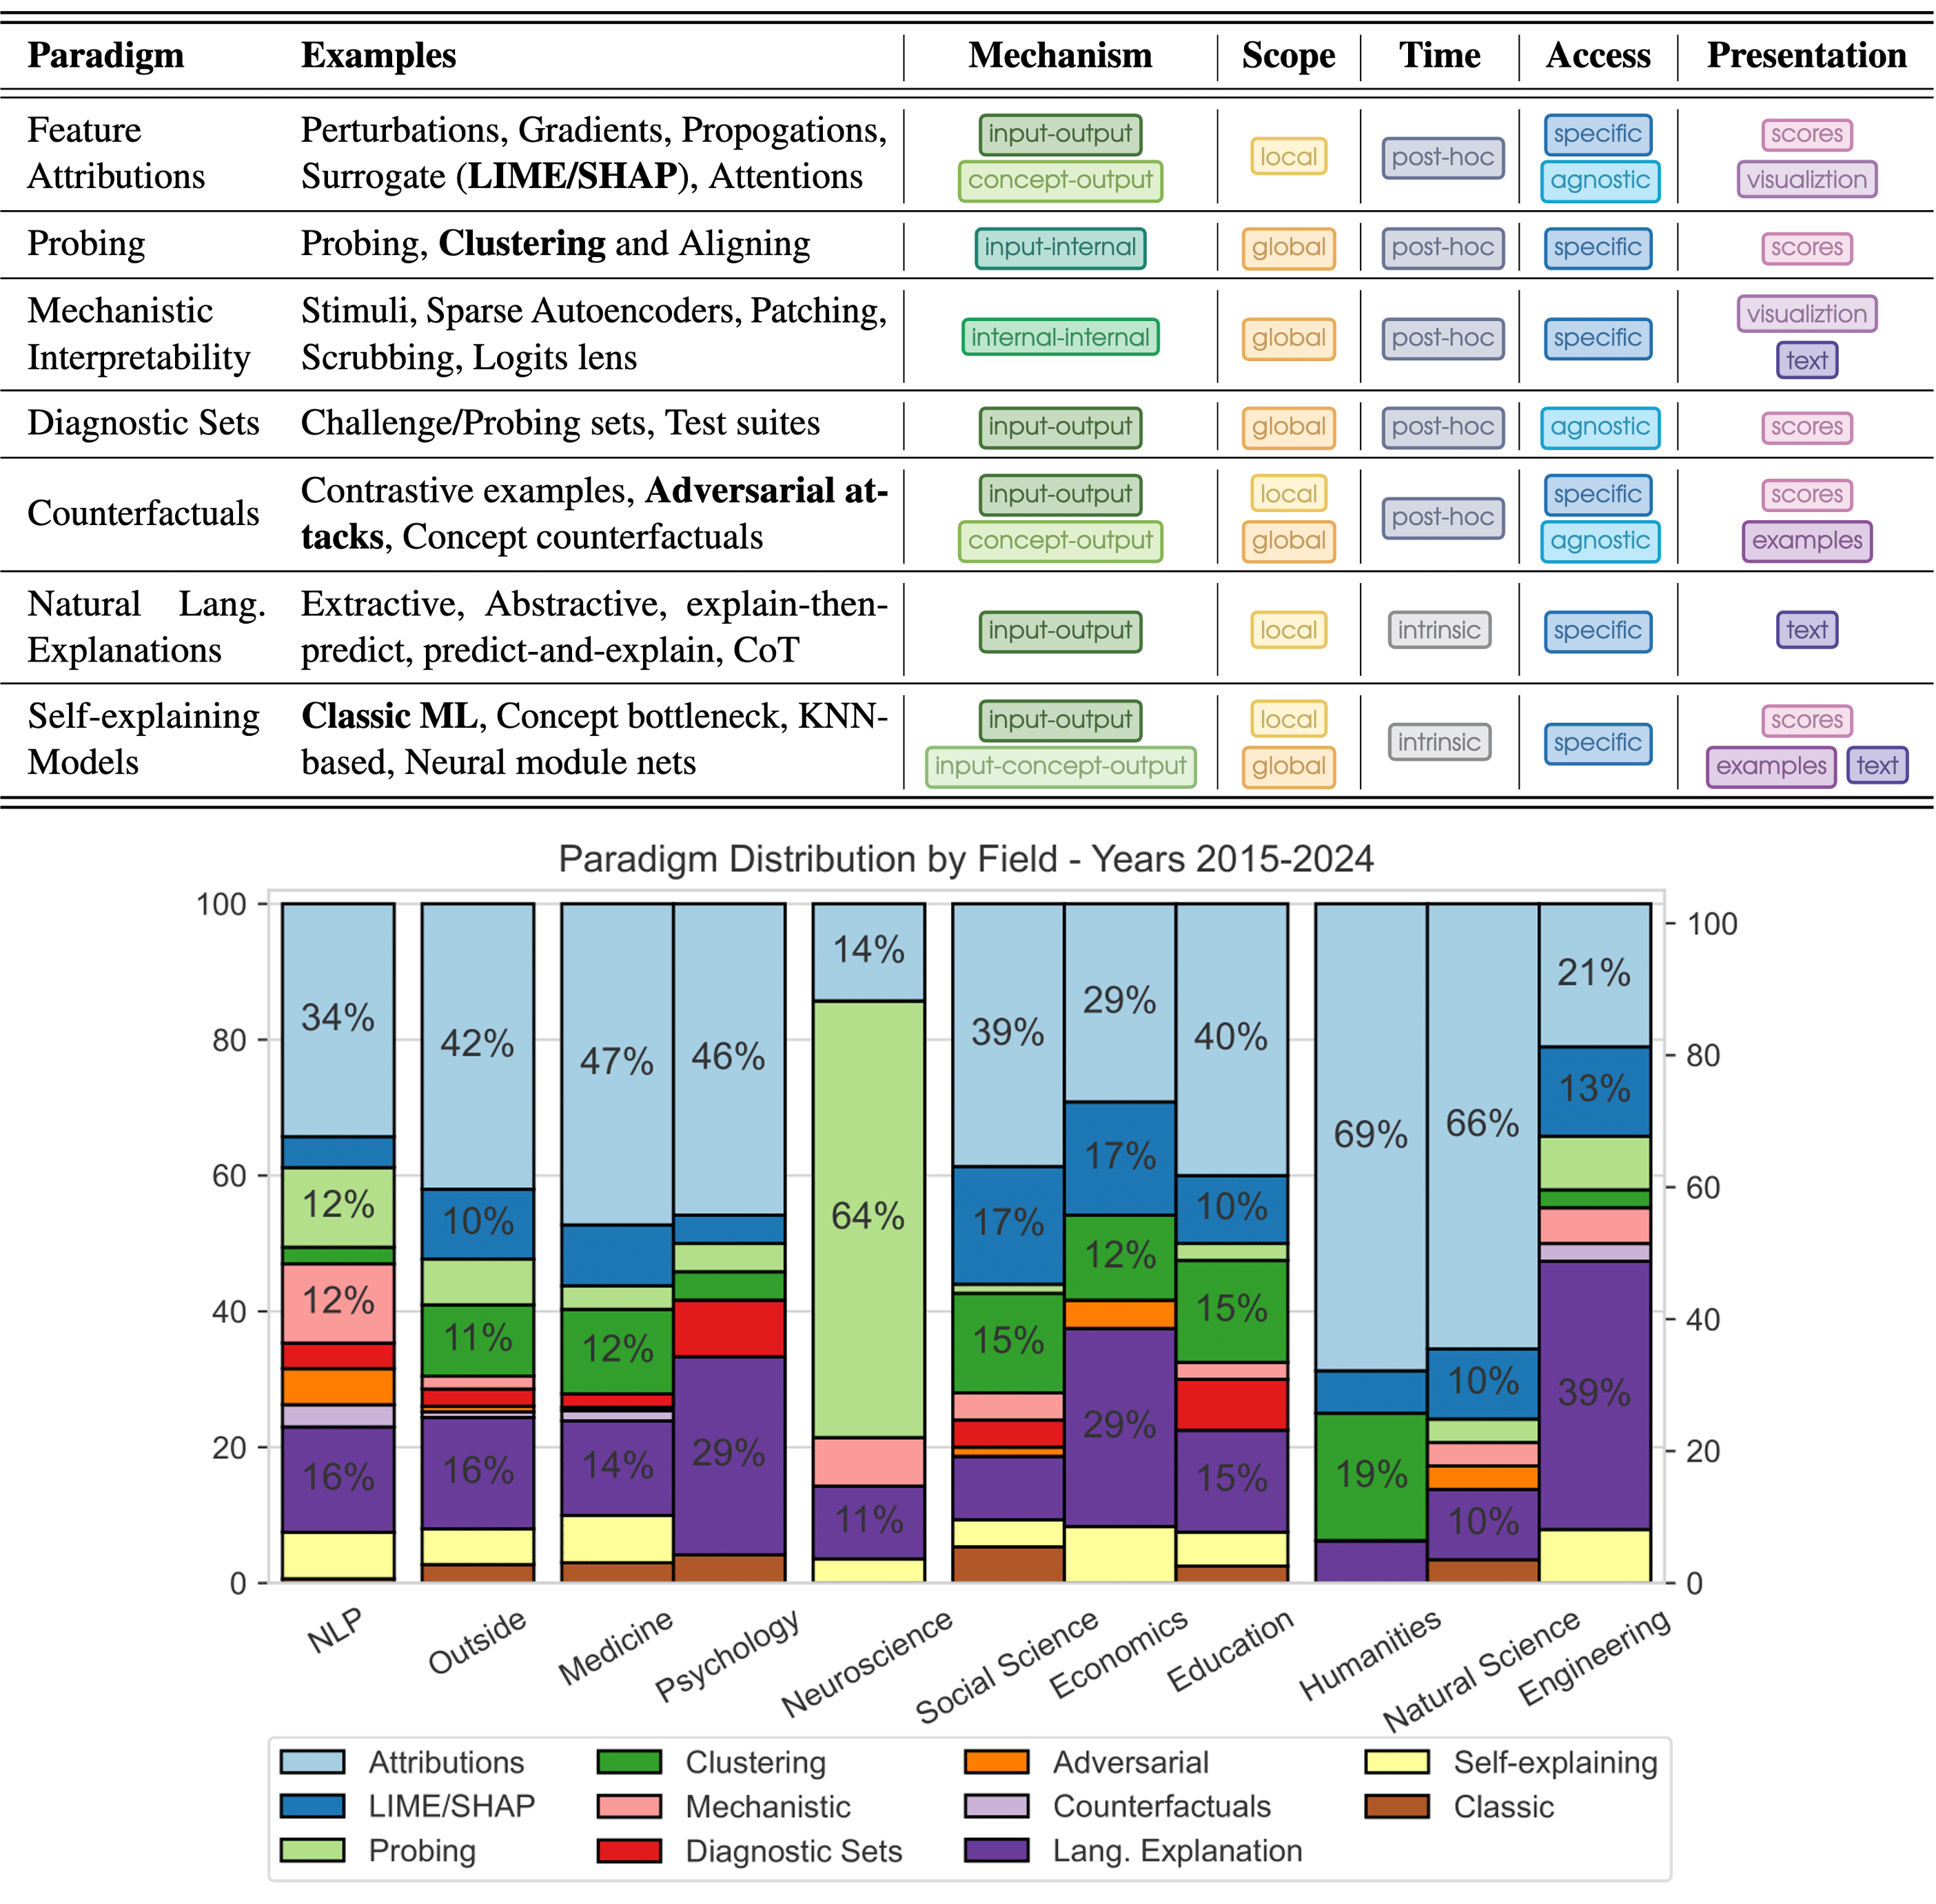 Paradigm Examples Mechanism Scope Time Access Presentation
Feature Attributions
Perturbations, Gradients, Propogations,
Surrogate (LIME/SHAP), Attentions
input-output
concept-output
local
post-hoc
specific
agnostic
scores
visualiztion
Probing
Probing, Clustering and Aligning
input-internal
global
post-hoc
specific
scores
Mechanistic
Interpretability
Stimuli, Sparse Autoencoders, Patching,
Scrubbing, Logits lens
internal-internal
global
post-hoc
specific
visualiztion
text
Diagnostic Sets
Challenge/Probing sets, Test suites
input-output
global
post-hoc
agnostic
scores
Counterfactuals
Contrastive examples, Adversarial at-
tacks, Concept counterfactuals
input-output
concept-output
local
global
post-hoc
specific
agnostic
scores
examples
Natural Lang.
Explanations
Extractive, Abstractive, explain-then-
predict, predict-and-explain, CoT
input-output
local
intrinsic
specific
text
Self-explaining
Models
Classic ML, Concept bottleneck, KNN-
based, Neural module nets
input-output
input-concept-output
local
global
intrinsic
specific
scores
examples text
Paradigm Distribution by Field - Years 2015-2024
100
80
60
40
20
0
34%
12%
12%
16%
42%
10%
11%
16%
47%
12%
14%
46%
29%
14%
64%
11%
39%
17%
15%
29%
17%
12%
29%
40%
10%
15%
15%
69%
19%
66%
10%
10%
21%
13%
39%
100
80
60
40
20
0
NLP
Outside
Medicine
Psychology
Neuroscience
Social Science
Economics
Education
Humanities
Natural Science
Engineering
Attributions
LIME/SHAP
Probing
Clustering
Mechanistic
Diagnostic Sets
Adversarial
Counterfactuals
Lang. Explanation
Self-explaining
Classic